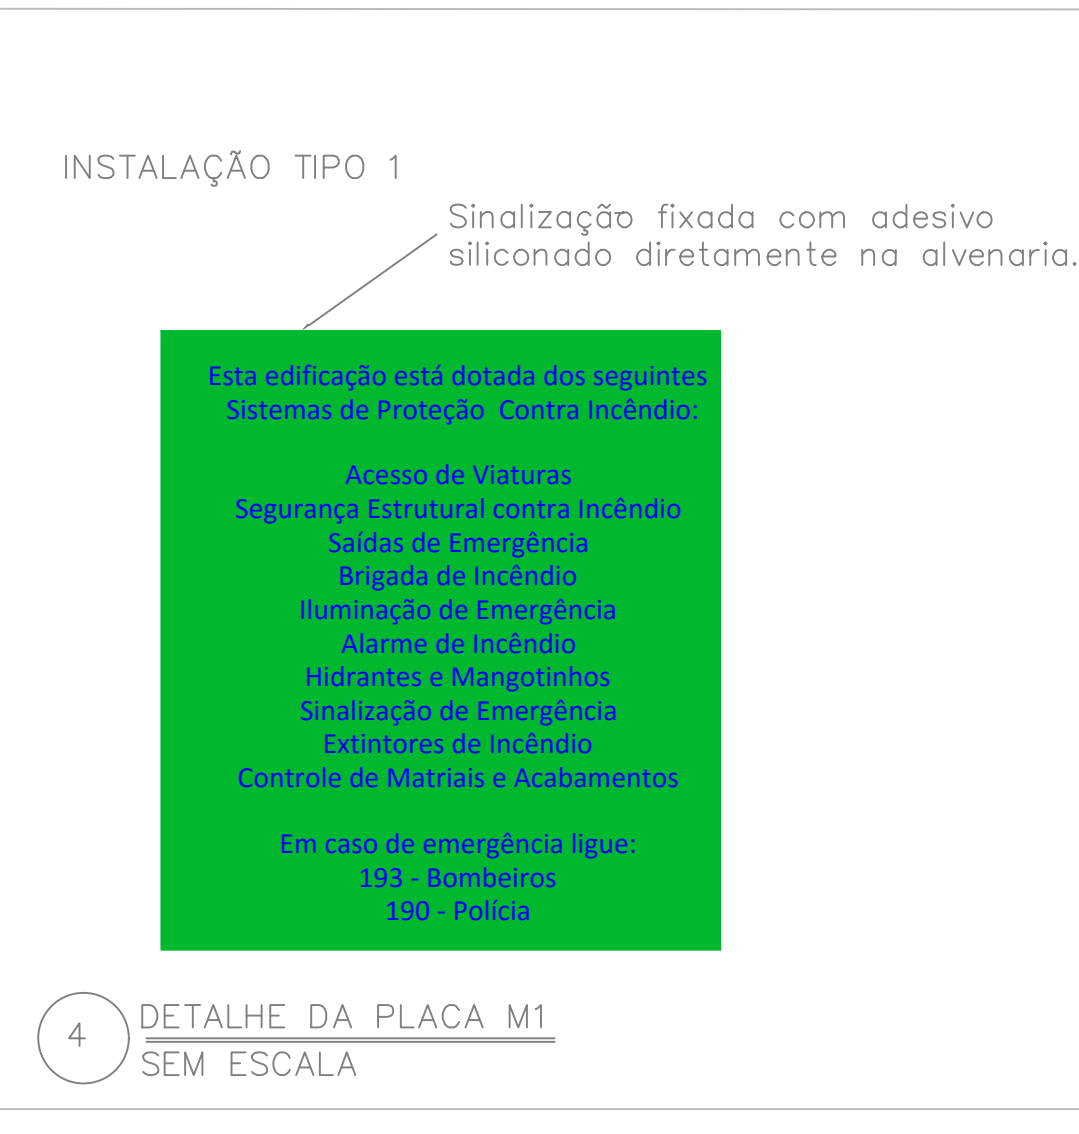 INSTALAÇÃO TIPO 1
Sinalização fixada com adesivo
siliconado diretamente na alvenaria.
Esta edificação está dotada dos seguintes
Sistemas de Proteção  Contra Incêndio:
Acesso de Viaturas
Segurança Estrutural contra Incêndio
Saídas de Emergência
Brigada de Incêndio
Iluminação de Emergência
Alarme de Incêndio
Hidrantes e Mangotinhos
Sinalização de Emergência
Extintores de Incêndio
Controle de Matriais e Acabamentos
Em caso de emergência ligue:
193 - Bombeiros
190 - Polícia
4
DETALHE DA PLACA M1
SEM ESCALA